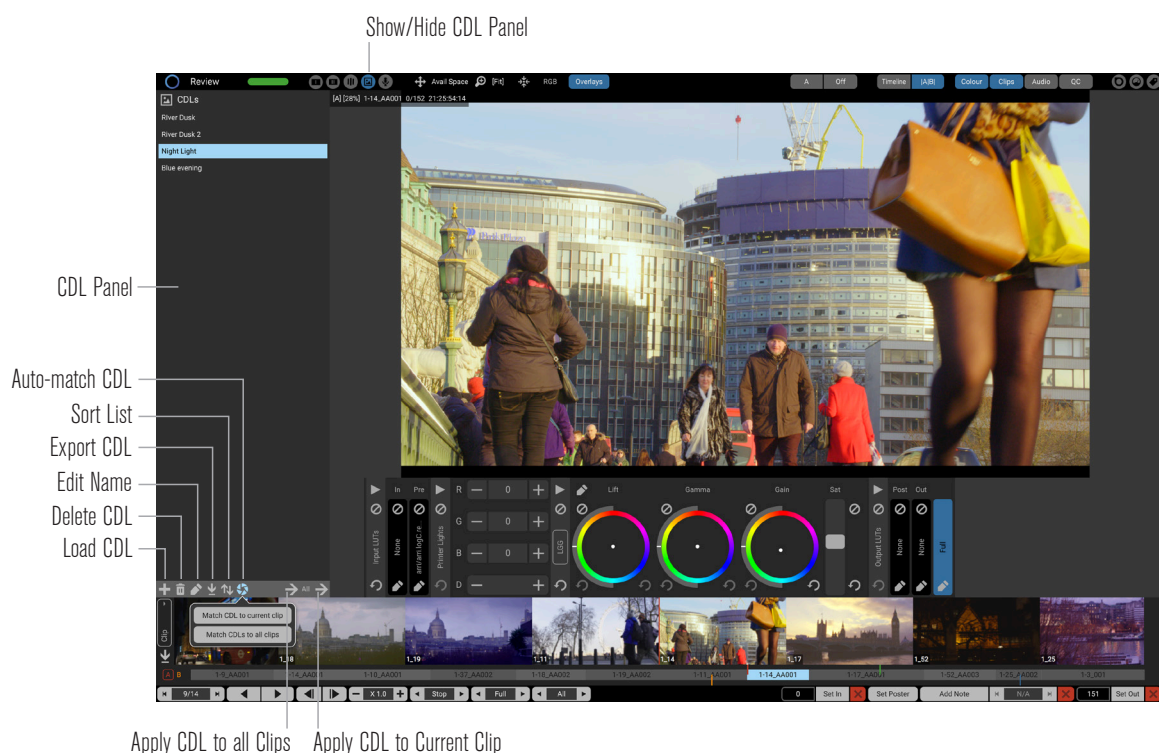 Show/Hide CDL Panel
Review
Avail Space
[Fit]
RGB
Overlays
A
Off
Timeline
|A|B|
Colour
Clips
Audio
QC
CDLs
[A] [28%] 1-14_AA001 0/152 21:25:54:14
River Dusk
River Dusk 2
Night Light
Blue evening
CDL Panel
Auto-match CDL
Sort List
Export CDL
Edit Name
Delete CDL
Load CDL
In
Pre
Lift
Gamma
Gain
Sat
Post
Out
Input LUTs
None
Printer Lights
R
0
G
0
B
0
D
LGG
Output LUTs
None
None
Full
All
Clip
Match CDL to current clip
Match CDLs to all clips
1_18
1_19
1_11
1_14
1_17
1_52
1_25
A
B
1-9_AA001
1-10_AA001
1-37_AA002
1-18_AA002
1-19_AA002
1-11_AA001
1-14_AA001
1-52_AA003
1-25_AA002
1-3_001
9/14
X 1.0
Stop
Full
All
0
Set In
Set Poster
Add Note
N/A
151
Set Out
Apply CDL to all Clips
Apply CDL to Current Clip